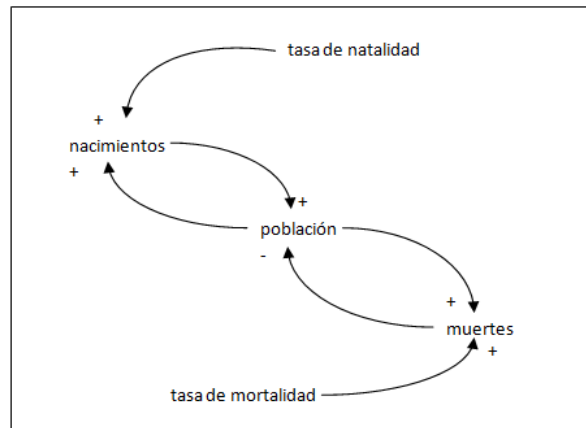 tasa de natalidad
+
nacimientos
+
+
población
-
+
muertes
+
tasa de mortalidad